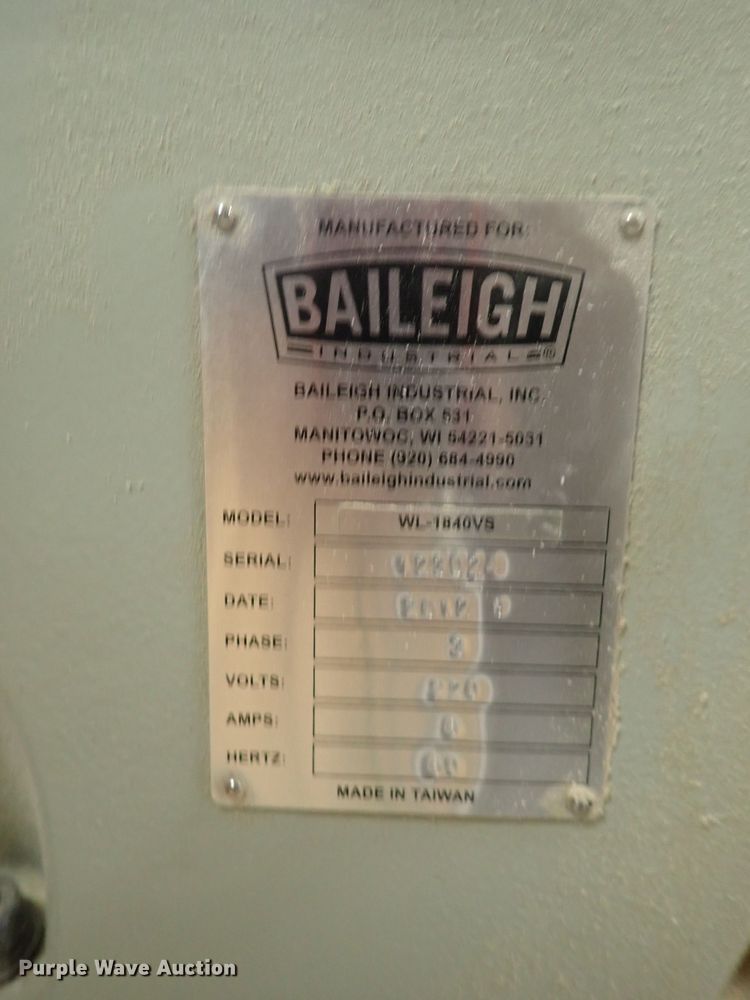 MANUFACTURED FOR:
BAILEIGH
INDUSTRIAL®
BAILEIGH INDUSTRIAL, INC.
P.O. BOX 531
MANITOWOC, WI 54221-5031
PHONE (920) 684-4990
www.baileighindustrial.com
MODEL: WL-1840VS
SERIAL:
DATE:
PHASE:
VOLTS:
AMPS:
HERTZ: 60
MADE IN TAIWAN
Purple Wave Auction